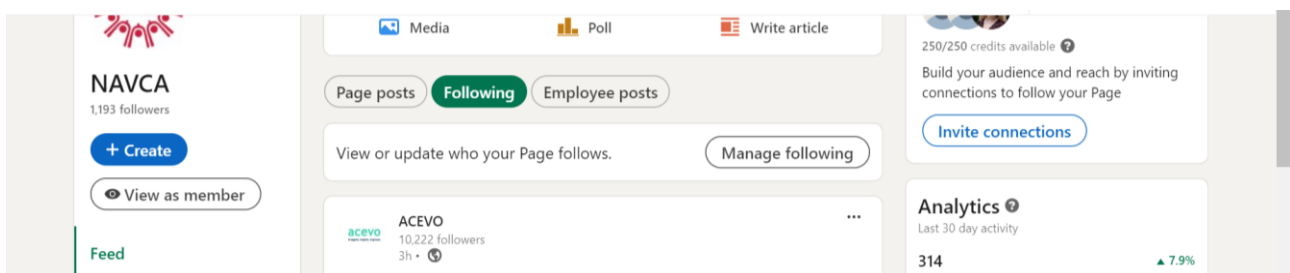 NAVCA
1,193 followers
+ Create
View as member
Feed
Media
Poll
Write article
Page posts
Following
Employee posts
View or update who your Page follows.
Manage following
acevo
ACEVO
10,222 followers
3h •
...
250/250 credits available ?
Build your audience and reach by inviting
connections to follow your Page
Invite connections
Analytics ?
Last 30 day activity
314
▲ 7.9%